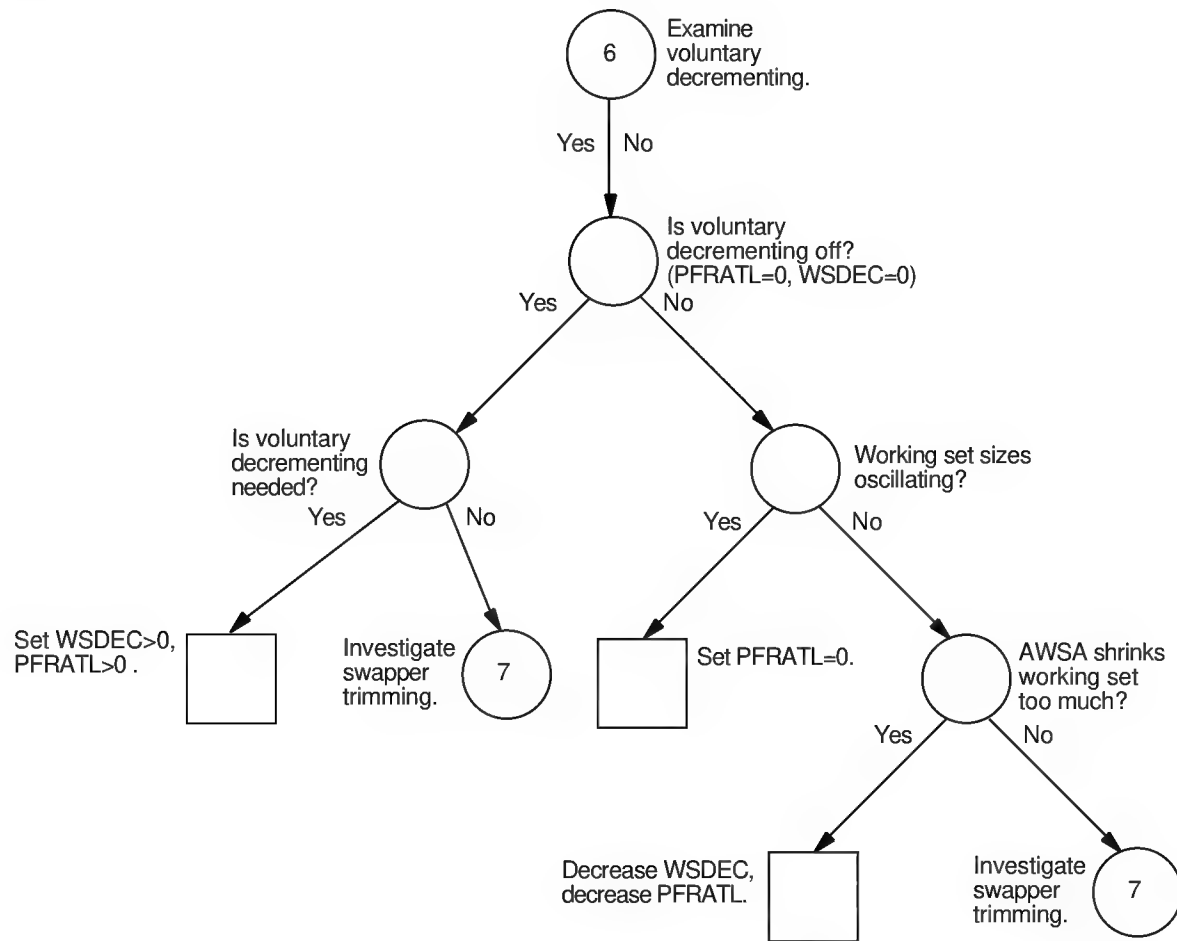 6
Examine
voluntary
decrementing.
Yes
No
Is voluntary
decrementing off?
(PFRATL=0, WSDEC=0)
Yes
No
Is voluntary
decrementing
needed?
Working set sizes
oscillating?
Yes
No
Yes
No
Set WSDEC>0,
PFRATL>0 .
Investigate
swapper
trimming.
7
Set PFRATL=0.
AWSA shrinks
working set
too much?
Yes
No
Decrease WSDEC,
decrease PFRATL.
Investigate
swapper
trimming.
7